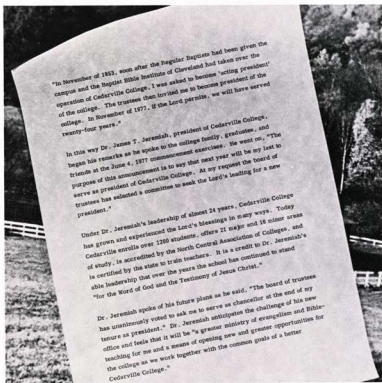 "In November of 1953, soon after the Regular Baptists had been given the
campus and the Baptist Bible Institute of Cleveland had taken over the
operation of Cedarville College, I was asked to become 'acting president'
of the college. The trustees then invited me to become president of the
college. In November of 1977, if the Lord permits, we will have served
twenty-four years."
In this way Dr. James T. Jeremiah, president of Cedarville College,
began his remarks as he spoke to the college family, graduates, and
friends at the June 4, 1977 commencement exercises. He went on, "The
purpose of this announcement is to say that next year will be my last to
serve as president of Cedarville College. At my request the board of
trustees has selected a committee to seek the Lord's leading for a new
president."
Under Dr. Jeremiah's leadership of almost 24 years, Cedarville College
has grown and experienced the Lord's blessings in many ways. Today
Cedarville enrolls over 1200 students, offers 21 major and 16 minor areas
of study, is accredited by the North Central Association of Colleges, and
is certified by the state to train teachers. It is a credit to Dr. Jeremiah's
able leadership that over the years the school has continued to stand
"for the Word of God and the Testimony of Jesus Christ."
Dr. Jeremiah spoke of his future plans as he said, "The board of trustees
has unanimously voted to ask me to serve as chancellor at the end of my
tenure as president." Dr. Jeremiah anticipates the challenge of his new
office and feels that it will be "a greater ministry of evangelism and Bible-
teaching for me and a means of opening new and greater opportunities for
the college as we work together with the common goals of a better
Cedarville College."